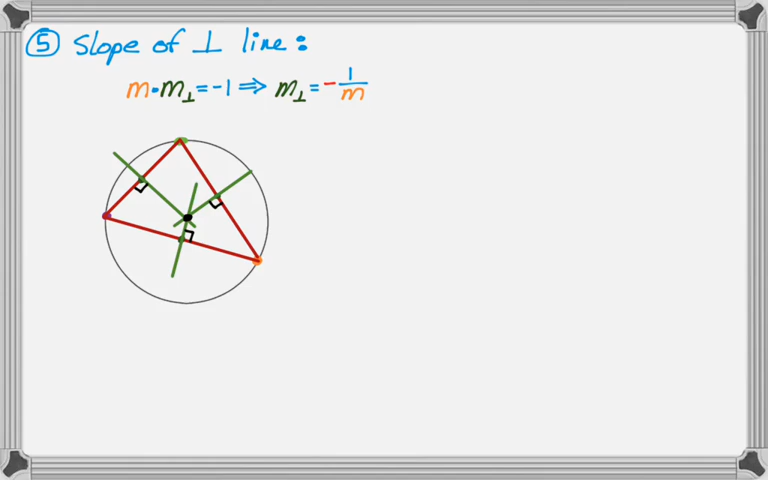 ⑤ Slope of ⊥ line:
m·m⊥=-1⇒ m⊥=-1/m